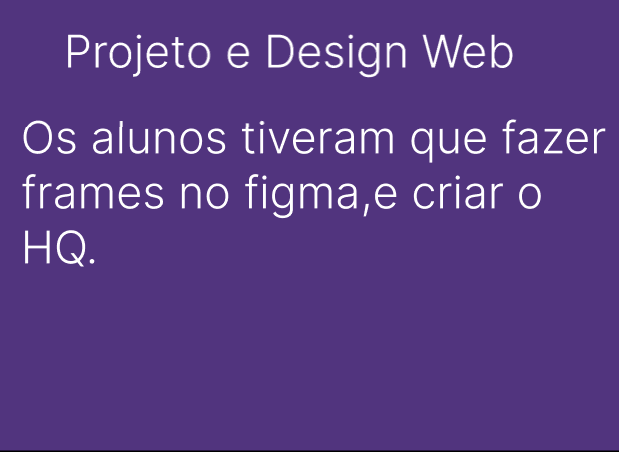 Projeto e Design Web
Os alunos tiveram que fazer
frames no figma,e criar o
HQ.